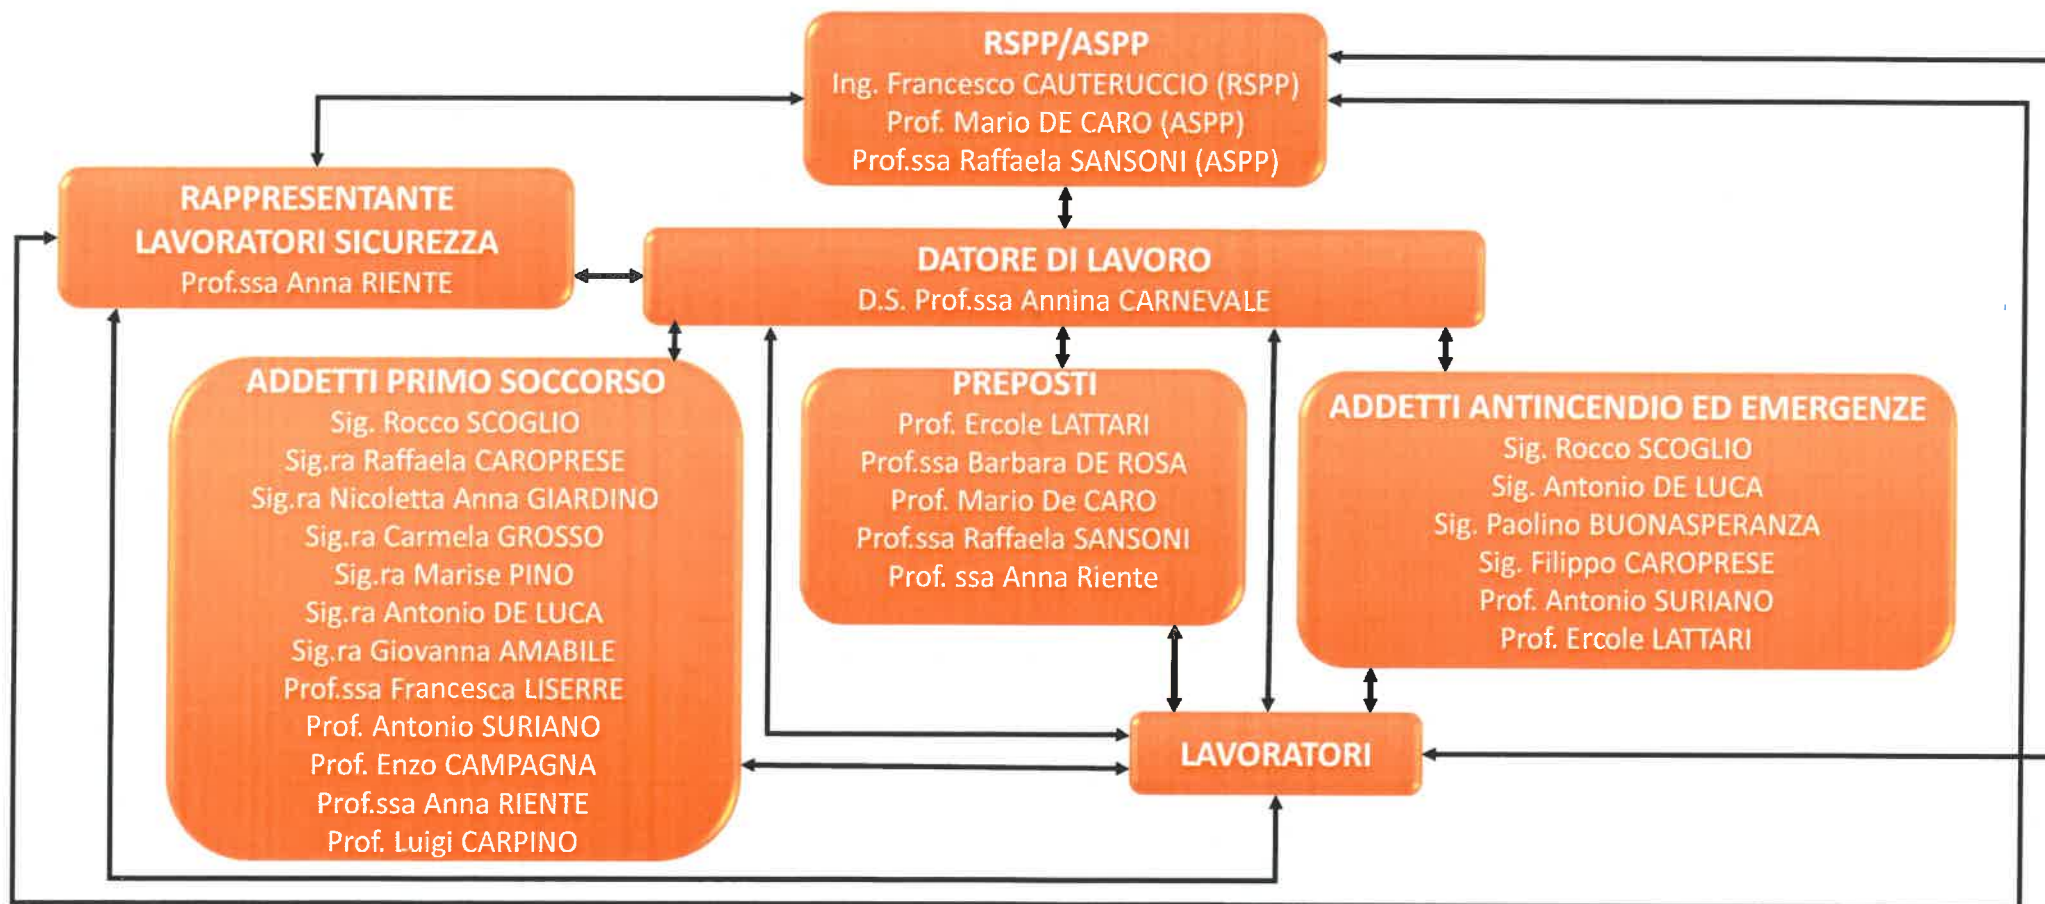 RSPP/ASPP
Ing. Francesco CAUTERUCCIO (RSPP)
Prof. Mario DE CARO (ASPP)
Prof.ssa Raffaela SANSONI (ASPP)
RAPPRESENTANTE
LAVORATORI SICUREZZA
Prof.ssa Anna RIENTE
DATORE DI LAVORO
D.S. Prof.ssa Annina CARNEVALE
ADDETTI PRIMO SOCCORSO
Sig. Rocco SCOGLIO
Sig.ra Raffaela CAROPRESE
Sig.ra Nicoletta Anna GIARDINO
Sig.ra Carmela GROSSO
Sig.ra Marise PINO
Sig.ra Antonio DE LUCA
Sig.ra Giovanna AMABILE
Prof.ssa Francesca LISERRE
Prof. Antonio SURIANO
Prof. Enzo CAMPAGNA
Prof.ssa Anna RIENTE
Prof. Luigi CARPINO
PREPOSTI
Prof. Ercole LATTARI
Prof.ssa Barbara DE ROSA
Prof. Mario De CARO
Prof.ssa Raffaela SANSONI
Prof. ssa Anna Riente
ADDETTI ANTINCENDIO ED EMERGENZE
Sig. Rocco SCOGLIO
Sig. Antonio DE LUCA
Sig. Paolino BUONASPERANZA
Sig. Filippo CAROPRESE
Prof. Antonio SURIANO
Prof. Ercole LATTARI
LAVORATORI